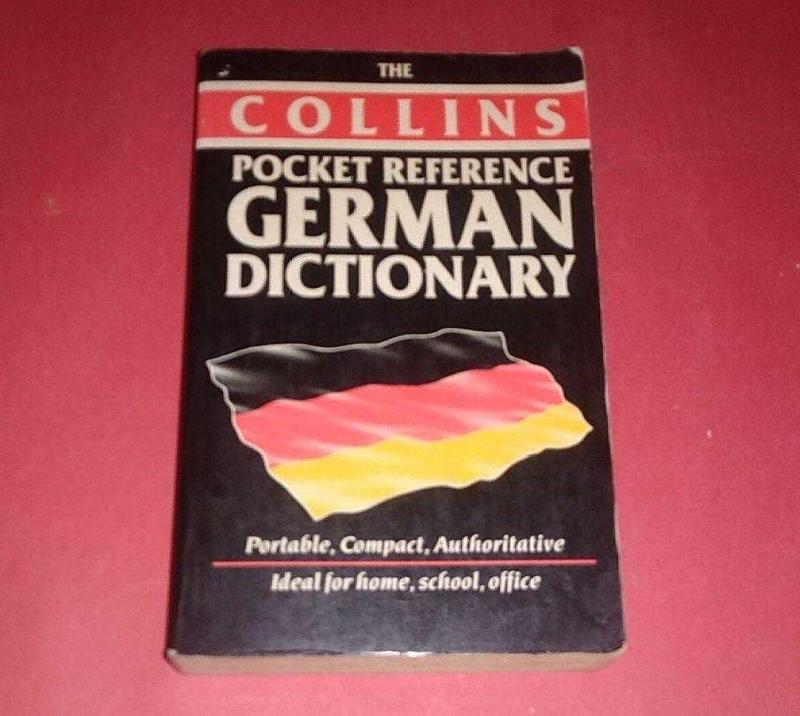 THE
COLLINS
POCKET REFERENCE
GERMAN
DICTIONARY
Portable, Compact, Authoritative
Ideal for home, school, office